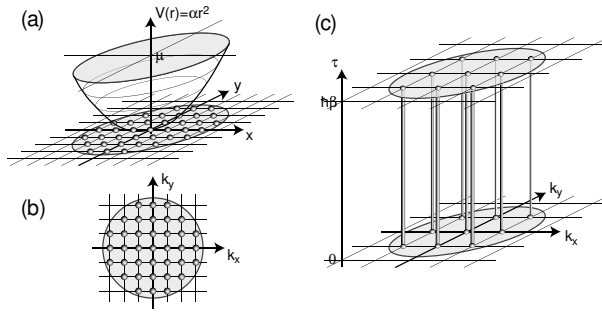 (a)
V(r)=αr²
μ
y
x
(b)
k_y
k_x
(c)
τ
ħβ
0
k_y
k_x